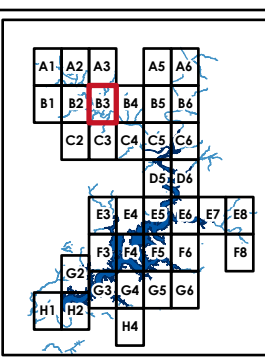 A1 A2 A3 A5 A6
B1 B2 B3 B4 B5 B6
C2 C3 C4 C5 C6
D5 D6
E3 E4 E5 E6 E7 E8
F3 F4 F5 F6 F8
G2 G3 G4 G5 G6
H1 H2
H4